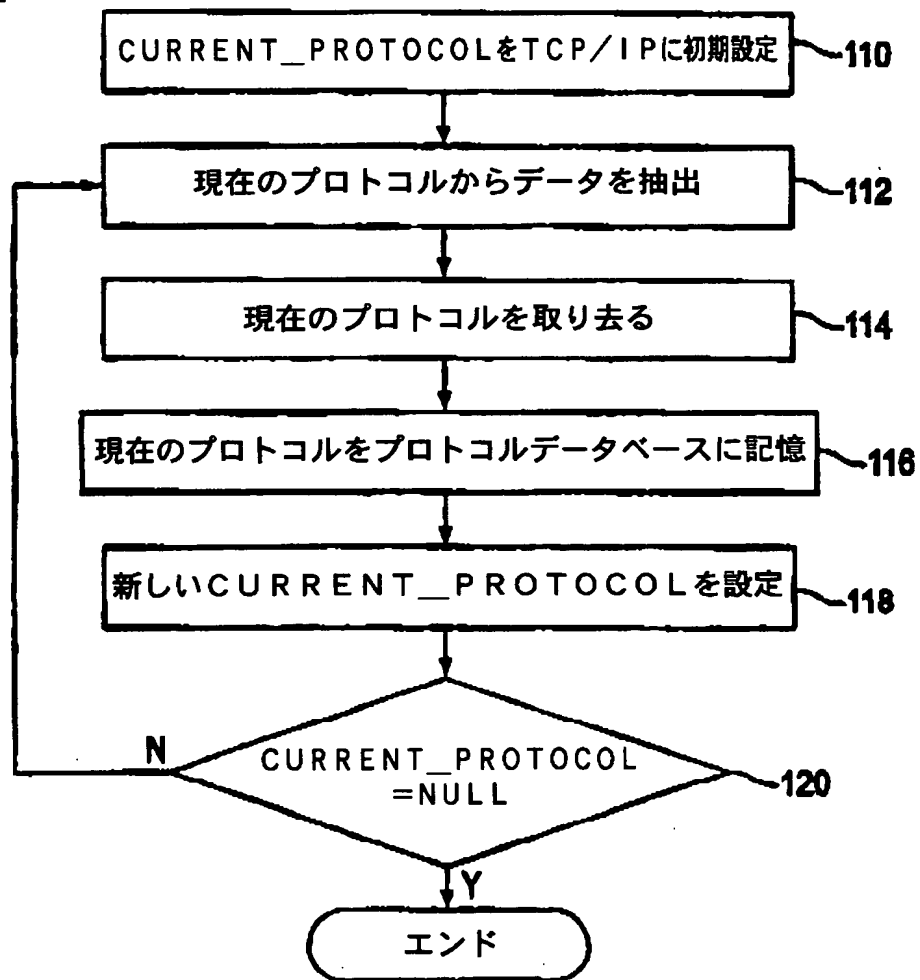 CURRENT_PROTOCOLをTCP/IPに初期設定
110
現在のプロトコルからデータを抽出
112
現在のプロトコルを取り去る
114
現在のプロトコルをプロトコルデータベースに記憶
116
新しいCURRENT_PROTOCOLを設定
118
N
CURRENT_PROTOCOL
=NULL
120
Y
エンド